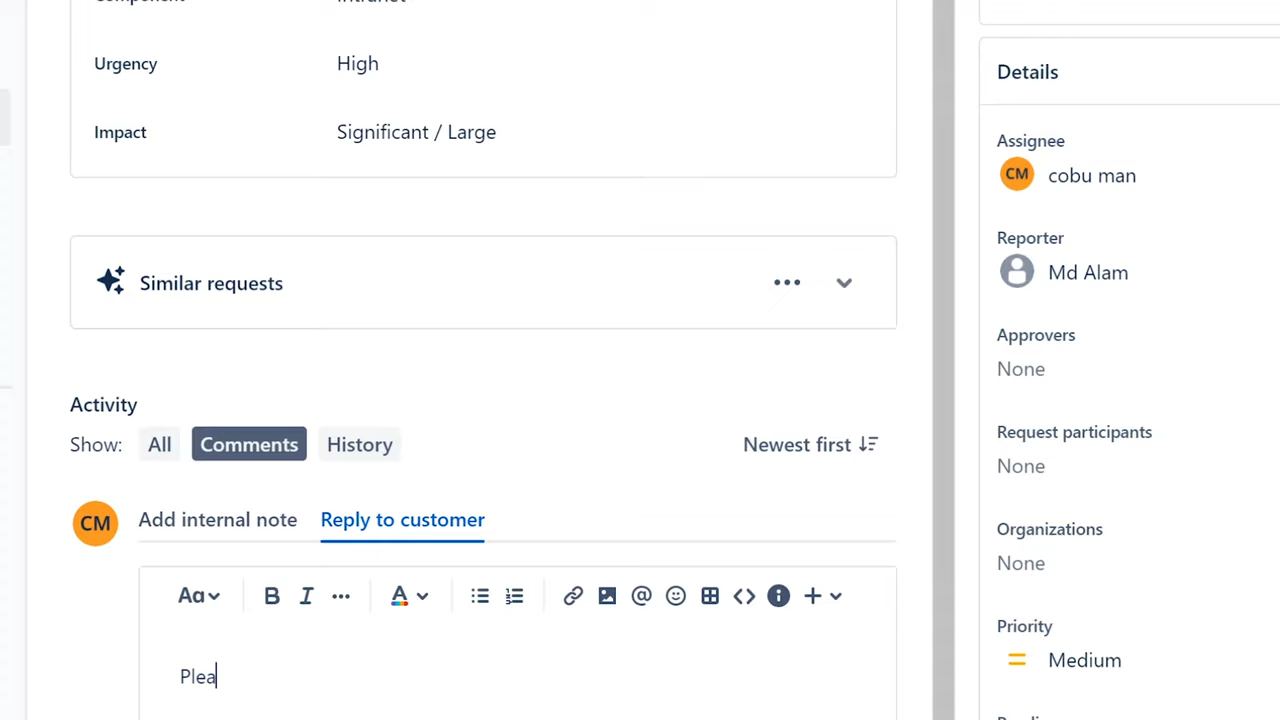 Urgency High
Impact Significant / Large
Similar requests
Activity
Show: All Comments History Newest first
CM Add internal note Reply to customer
Aa B I A @ <> i +
Plea
Details
Assignee
CM cobu man
Reporter
Md Alam
Approvers
None
Request participants
None
Organizations
None
Priority
Medium